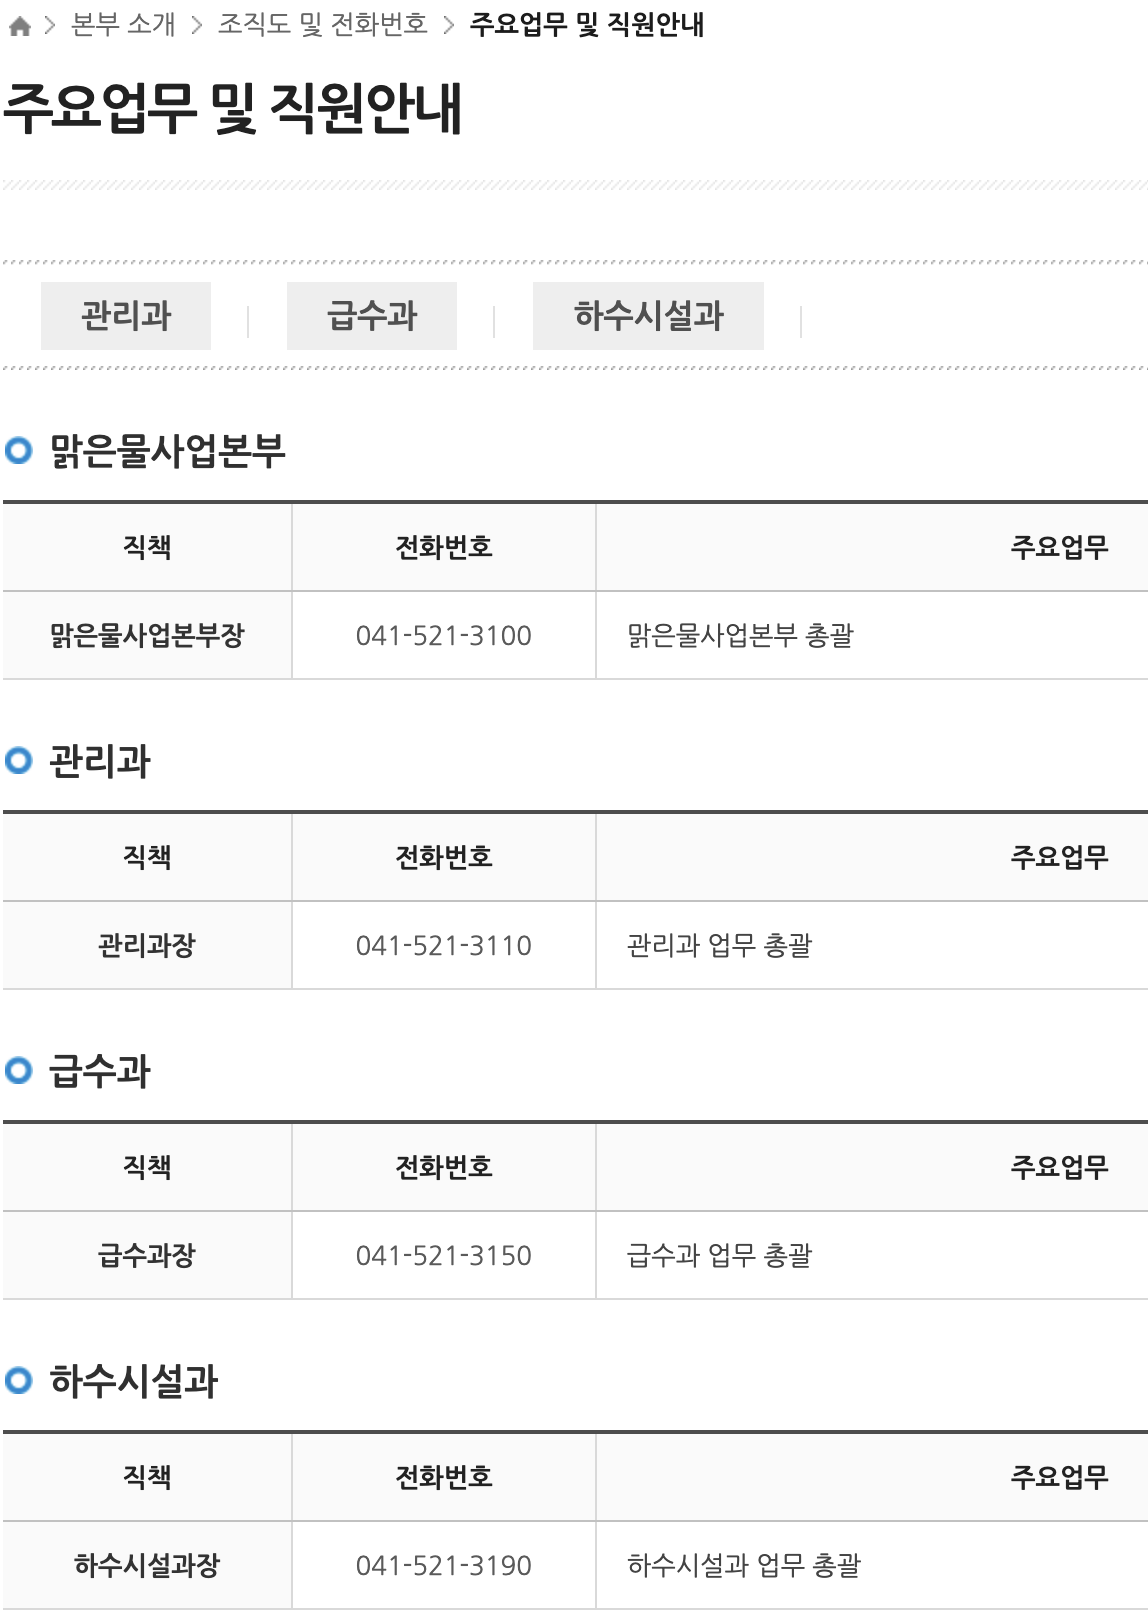 본부 소개 > 조직도 및 전화번호 > 주요업무 및 직원안내
주요업무 및 직원안내
관리과 급수과 하수시설과
맑은물사업본부
직책 전화번호 주요업무
맑은물사업본부장 041-521-3100 맑은물사업본부 총괄
관리과
직책 전화번호 주요업무
관리과장 041-521-3110 관리과 업무 총괄
급수과
직책 전화번호 주요업무
급수과장 041-521-3150 급수과 업무 총괄
하수시설과
직책 전화번호 주요업무
하수시설과장 041-521-3190 하수시설과 업무 총괄